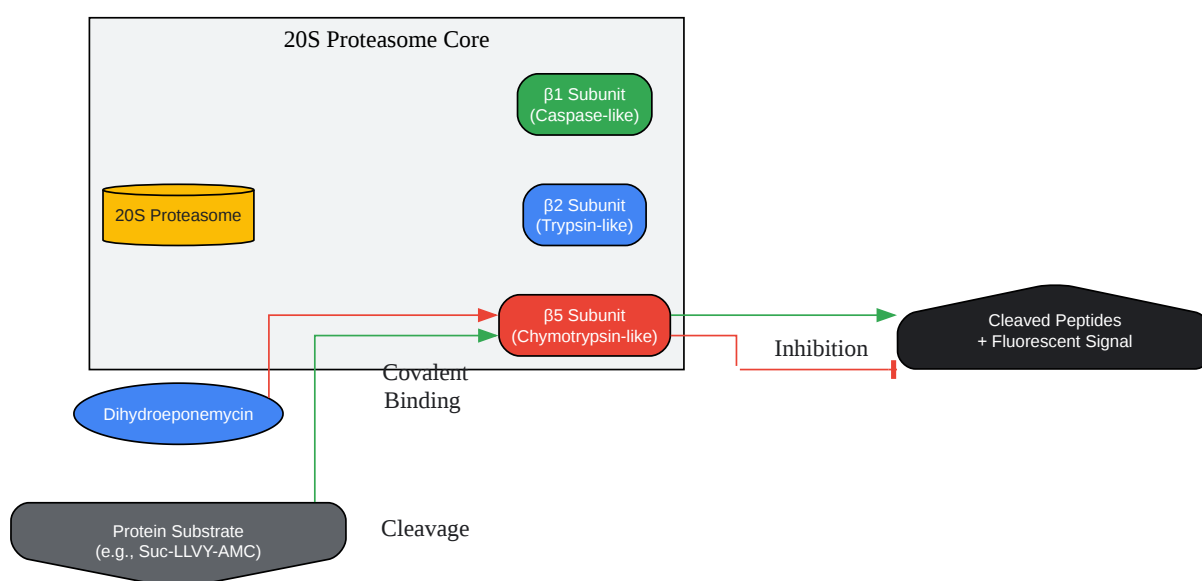 20S Proteasome Core
β1 Subunit
(Caspase-like)
20S Proteasome
β2 Subunit
(Trypsin-like)
β5 Subunit
(Chymotrypsin-like)
Cleaved Peptides
+ Fluorescent Signal
Inhibition
Covalent
Binding
Dihydroeponemycin
Protein Substrate
(e.g., Suc-LLVY-AMC)
Cleavage